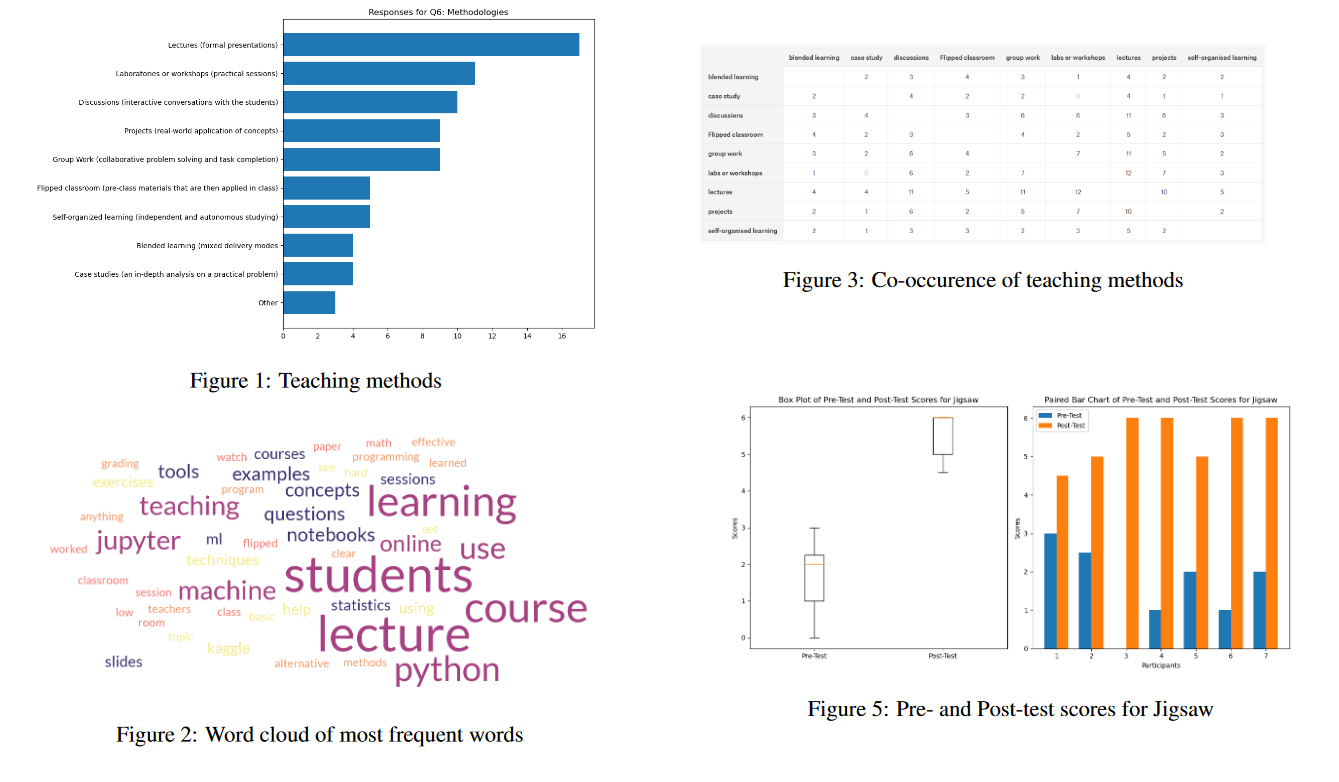 Responses for Q6: Methodologies
Lectures (formal presentations)
Laboratories or workshops (practical sessions)
Discussions (interactive conversations with the students)
Projects (real-world application of concepts)
Group Work (collaborative problem solving and task completion)
Flipped classroom (pre-class materials that are then applied in class)
Self-organized learning (independent and autonomous studying)
Blended learning (mixed delivery modes
Case studies (an in-depth analysis on a practical problem)
Other
0 2 4 6 8 10 12 14 16
Figure 1: Teaching methods
paper math effective
watch courses programming
grading tools see learned
exercises examples hard sessions
program concepts learning
teaching questions
anything notebooks set
jupyter ml flipped online use
worked clear
techniques
classroom students
session machine
low teachers class help statistics using course
room basic
topic lecture
kaggle
slides alternative methods python
Figure 2: Word cloud of most frequent words
blended learning case study discussions Flipped classroom group work labs or workshops lectures projects self-organised learning
blended learning 2 3 4 3 1 4 2 2
case study 2 4 2 2 0 4 1 1
discussions 3 4 3 6 6 11 6 3
Flipped classroom 4 2 3 4 2 5 2 3
group work 3 2 6 4 7 11 5 2
labs or workshops 1 0 6 2 7 12 7 3
lectures 4 4 11 5 11 12 10 5
projects 2 1 6 2 5 7 10 2
self-organised learning 2 1 3 3 2 3 5 2
Figure 3: Co-occurence of teaching methods
Box Plot of Pre-Test and Post-Test Scores for Jigsaw
6
5
4
3
2
1
0
Scores
Pre-Test Post-Test
Paired Bar Chart of Pre-Test and Post-Test Scores for Jigsaw
Pre-Test
Post-Test
6
5
4
3
2
1
0
Scores
1 2 3 4 5 6 7
Participants
Figure 5: Pre- and Post-test scores for Jigsaw